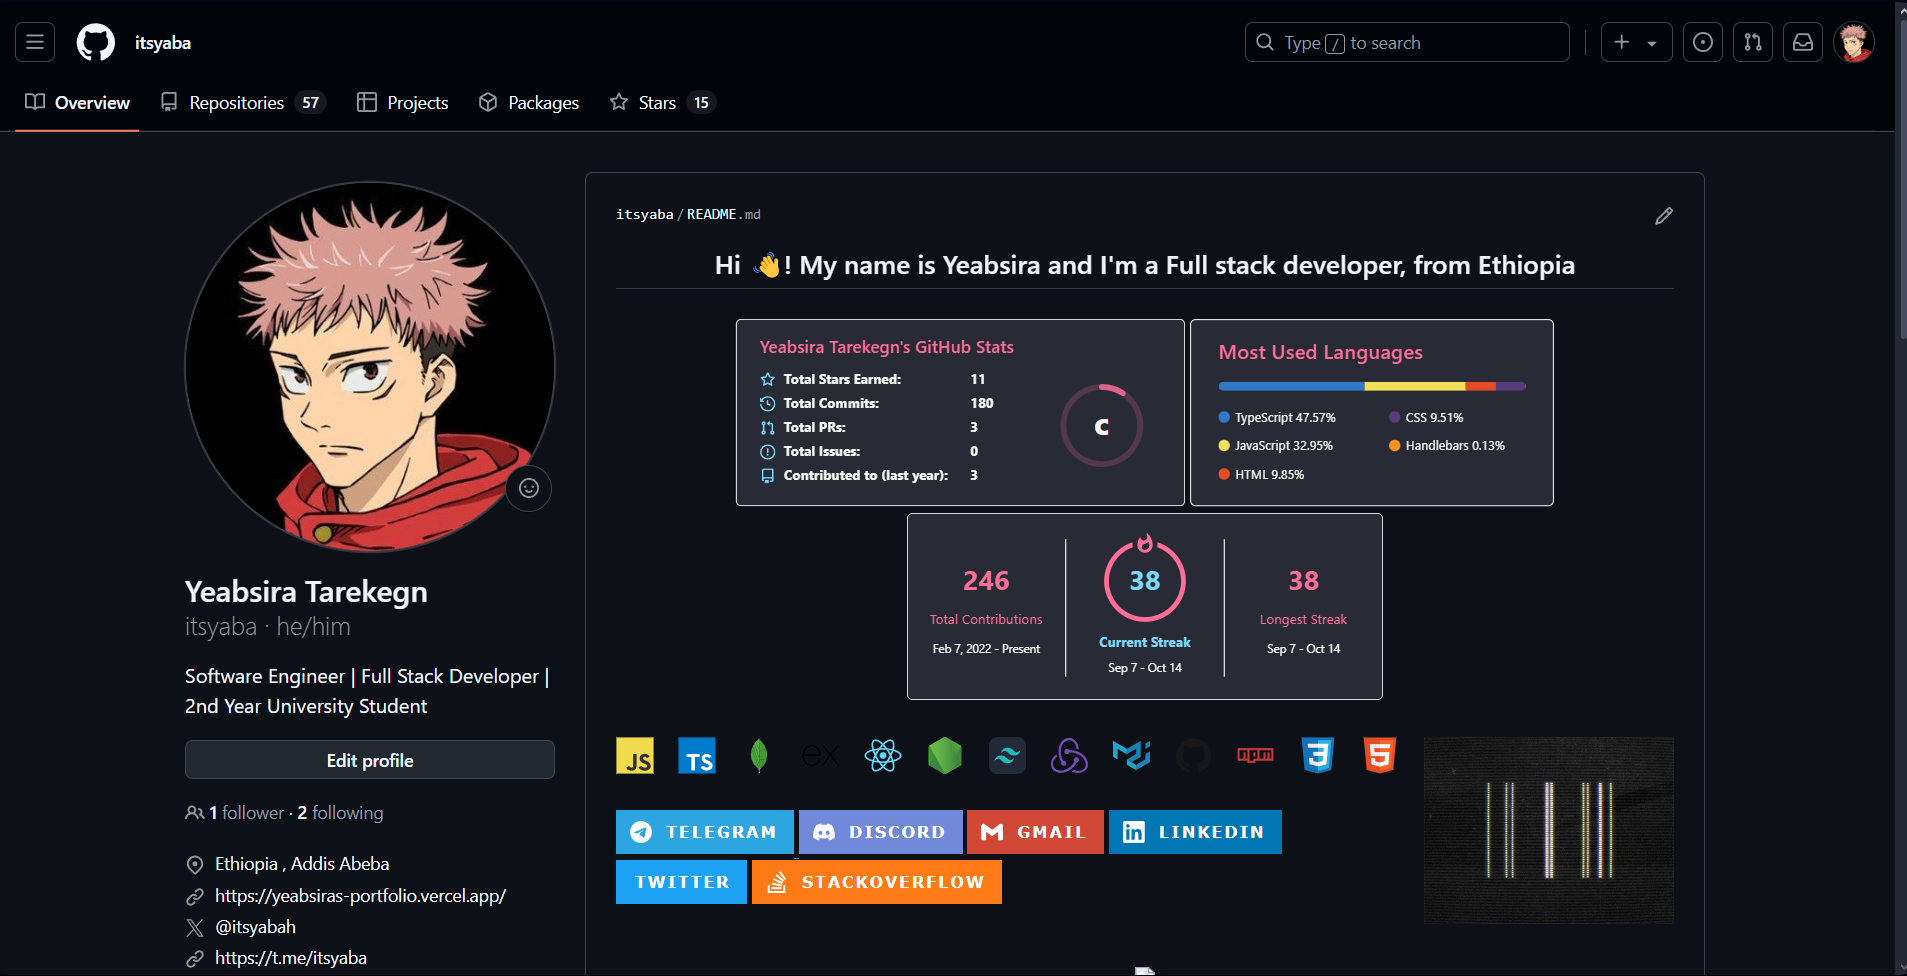 itsyaba
Type / to search
Overview
Repositories 57
Projects
Packages
Stars 15
itsyaba/README.md
Hi 👋! My name is Yeabsira and I'm a Full stack developer, from Ethiopia
Yeabsira Tarekegn's GitHub Stats
Total Stars Earned: 11
Total Commits: 180
Total PRs: 3
Total Issues: 0
Contributed to (last year): 3
C
Most Used Languages
TypeScript 47.57%
JavaScript 32.95%
HTML 9.85%
CSS 9.51%
Handlebars 0.13%
246
Total Contributions
Feb 7, 2022 - Present
38
Current Streak
Sep 7 - Oct 14
38
Longest Streak
Sep 7 - Oct 14
JS
TS
ex
npm
3
5
TELEGRAM
DISCORD
GMAIL
in LINKEDIN
TWITTER
STACKOVERFLOW
Yeabsira Tarekegn
itsyaba · he/him
Software Engineer | Full Stack Developer |
2nd Year University Student
Edit profile
1 follower · 2 following
Ethiopia , Addis Abeba
https://yeabsiras-portfolio.vercel.app/
@itsyabah
https://t.me/itsyaba